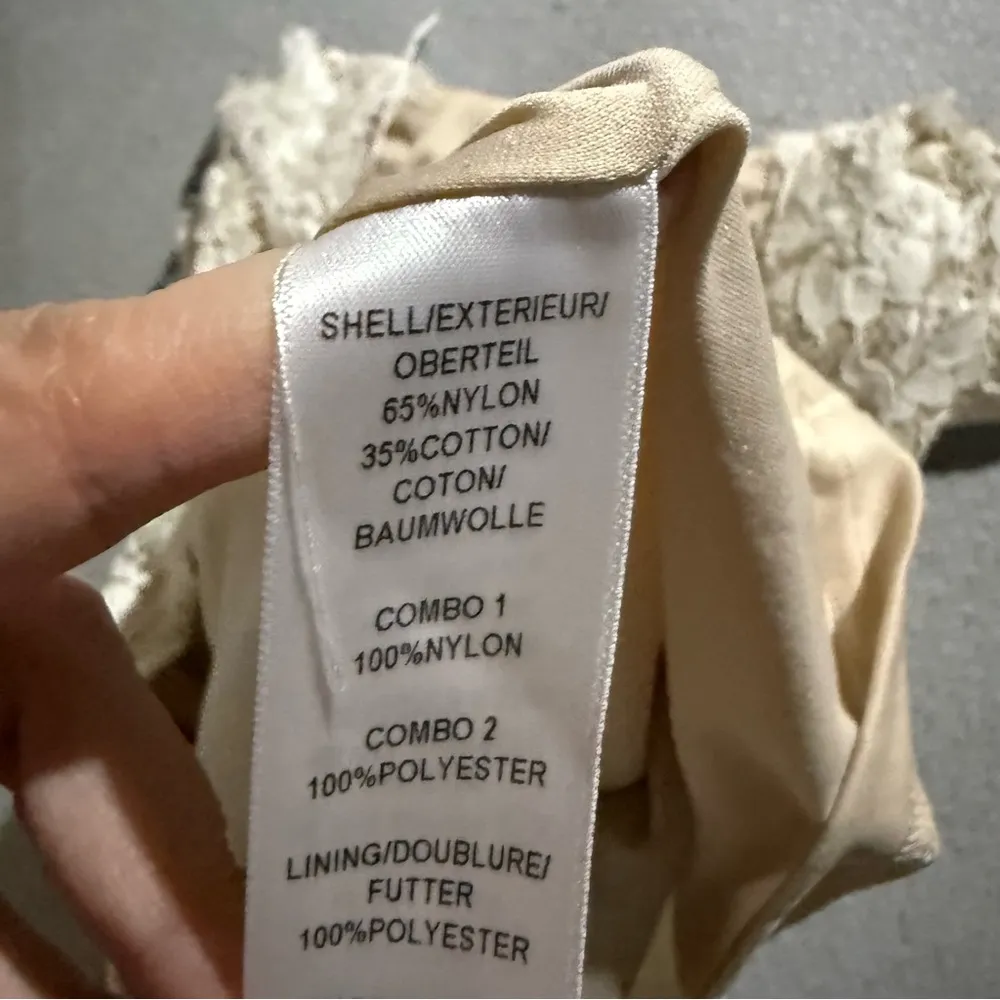 SHELL/EXTERIEUR/
OBERTEIL
65%NYLON
35%COTTON/
COTON/
BAUMWOLLE
COMBO 1
100%NYLON
COMBO 2
100%POLYESTER
LINING/DOUBLURE/
FUTTER
100%POLYESTER